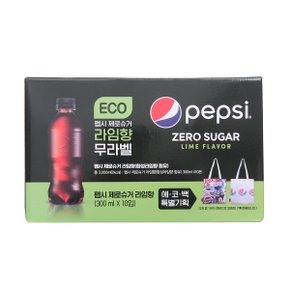 ECO
펩시 제로슈거
라임향
무라벨
pepsi
ZERO SUGAR
LIME FLAVOR
펩시 제로슈거 라임향
(300 ml X 10입)
에·코·백
특별기획